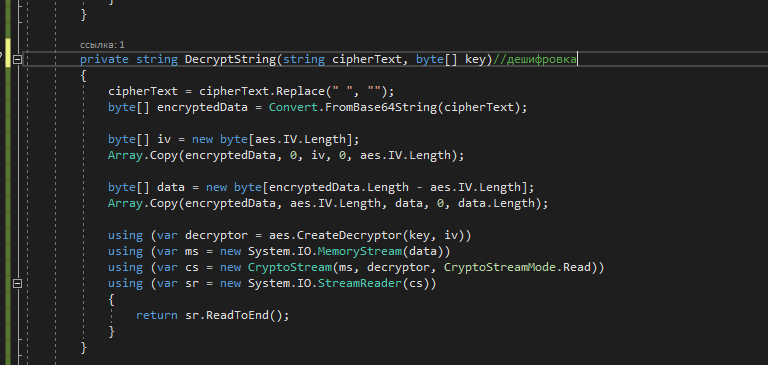 }
ссылка: 1
private string DecryptString(string cipherText, byte[] key)//дешифровка
{
cipherText = cipherText.Replace(" ", "");
byte[] encryptedData = Convert.FromBase64String(cipherText);
byte[] iv = new byte[aes.IV.Length];
Array.Copy(encryptedData, 0, iv, 0, aes.IV.Length);
byte[] data = new byte[encryptedData.Length - aes.IV.Length];
Array.Copy(encryptedData, aes.IV.Length, data, 0, data.Length);
using (var decryptor = aes.CreateDecryptor(key, iv))
using (var ms = new System.IO.MemoryStream(data))
using (var cs = new CryptoStream(ms, decryptor, CryptoStreamMode.Read))
using (var sr = new System.IO.StreamReader(cs))
{
return sr.ReadToEnd();
}
}